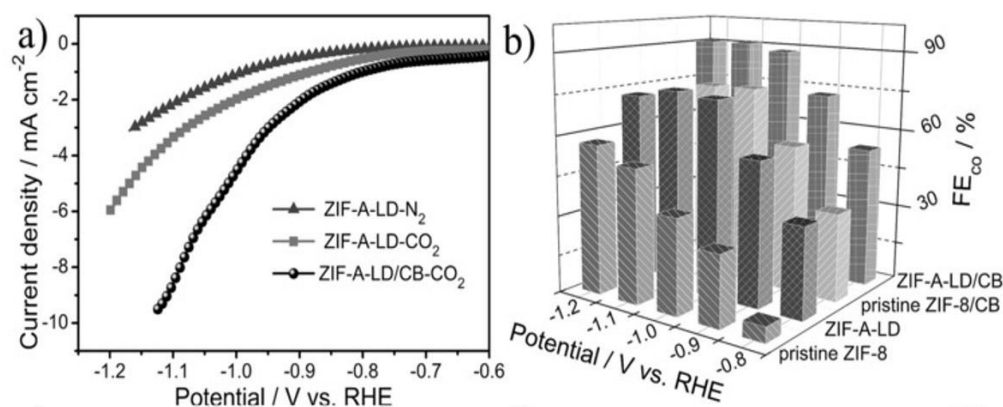 a)
0
-2
-4
-6
-8
-10
Current density / mA cm⁻²
ZIF-A-LD-N₂
ZIF-A-LD-CO₂
ZIF-A-LD/CB-CO₂
-1.2 -1.1 -1.0 -0.9 -0.8 -0.7 -0.6
Potential / V vs. RHE
b)
90
60
30
FE_CO / %
ZIF-A-LD/CB
pristine ZIF-8/CB
ZIF-A-LD
pristine ZIF-8
-1.2 -1.1 -1.0 -0.9 -0.8
Potential / V vs. RHE